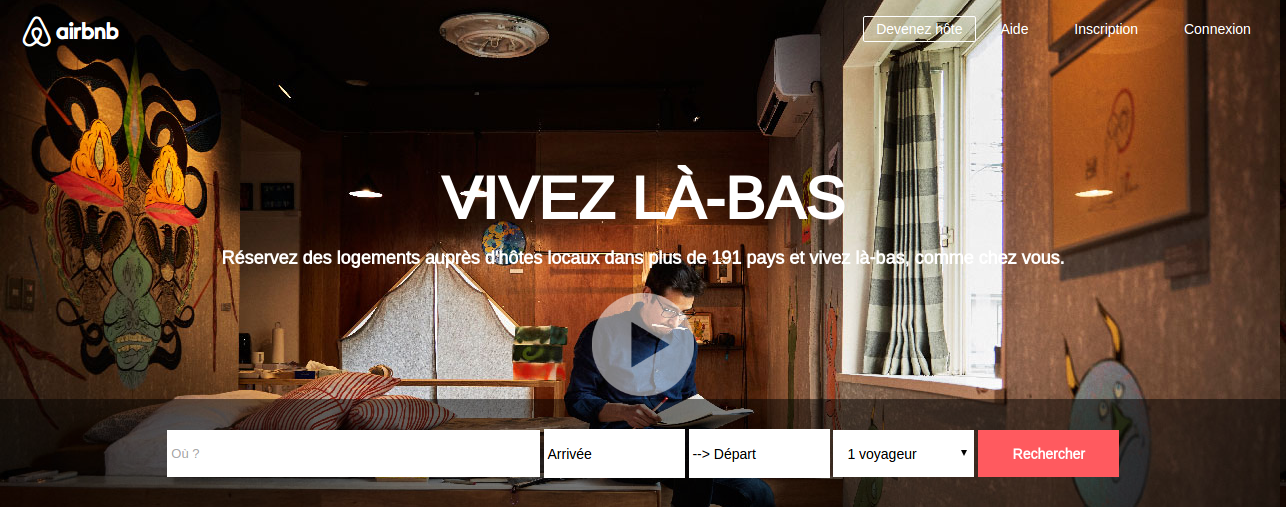 airbnb
Devenez hôte
Aide
Inscription
Connexion
VIVEZ LÀ-BAS
Réservez des logements auprès d'hôtes locaux dans plus de 191 pays et vivez là-bas, comme chez vous.
Où ?
Arrivée
--> Départ
1 voyageur
Rechercher